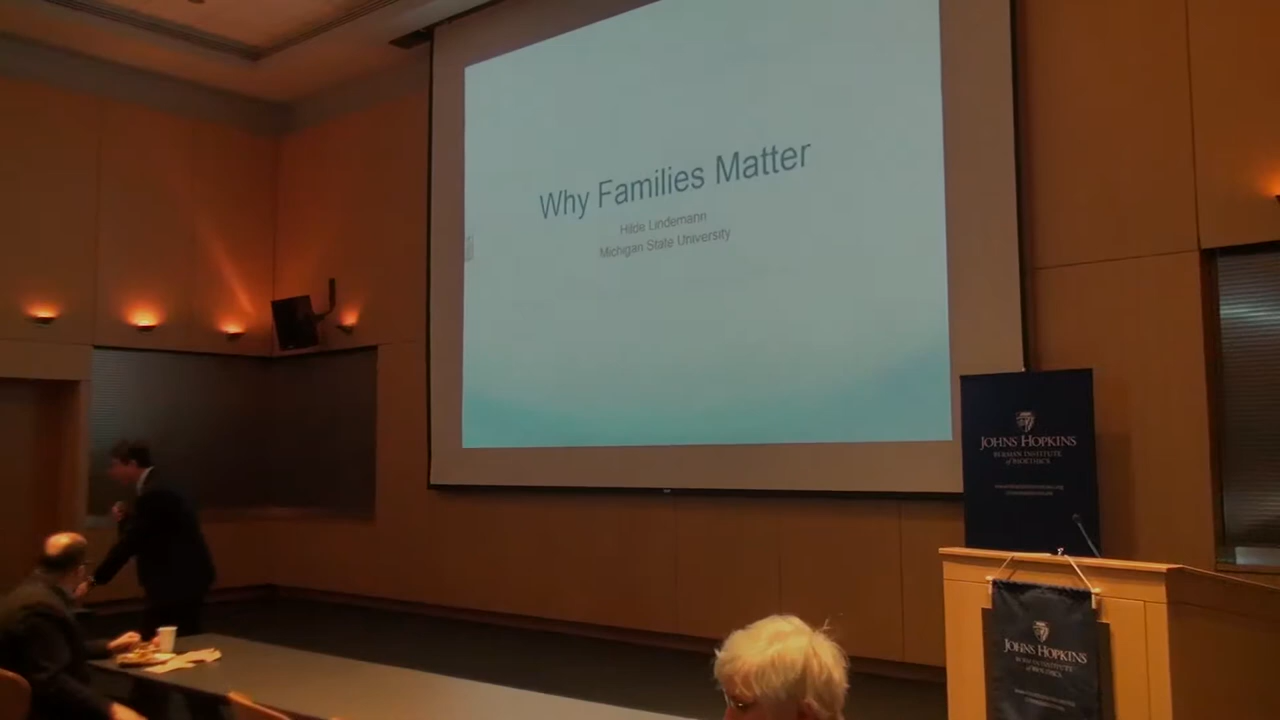 Why Families Matter
Hilde Lindemann
Michigan State University
JOHNS HOPKINS
BERMAN INSTITUTE
of BIOETHICS
JOHNS HOPKINS
BERMAN INSTITUTE
of BIOETHICS